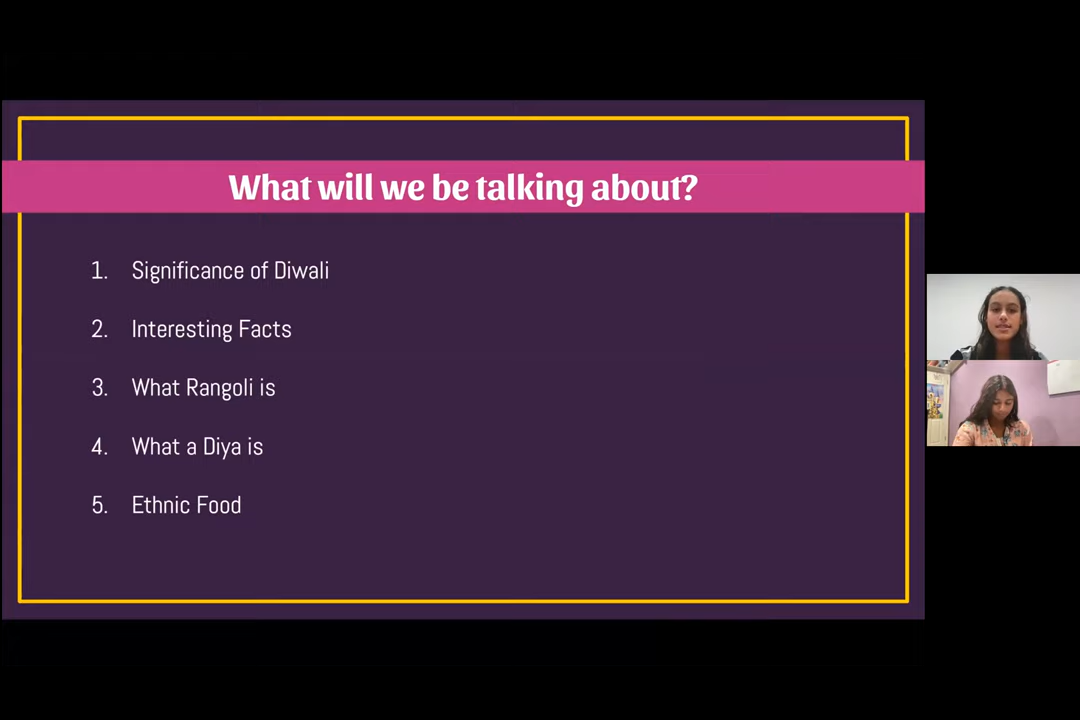 What will we be talking about?
1. Significance of Diwali
2. Interesting Facts
3. What Rangoli is
4. What a Diya is
5. Ethnic Food